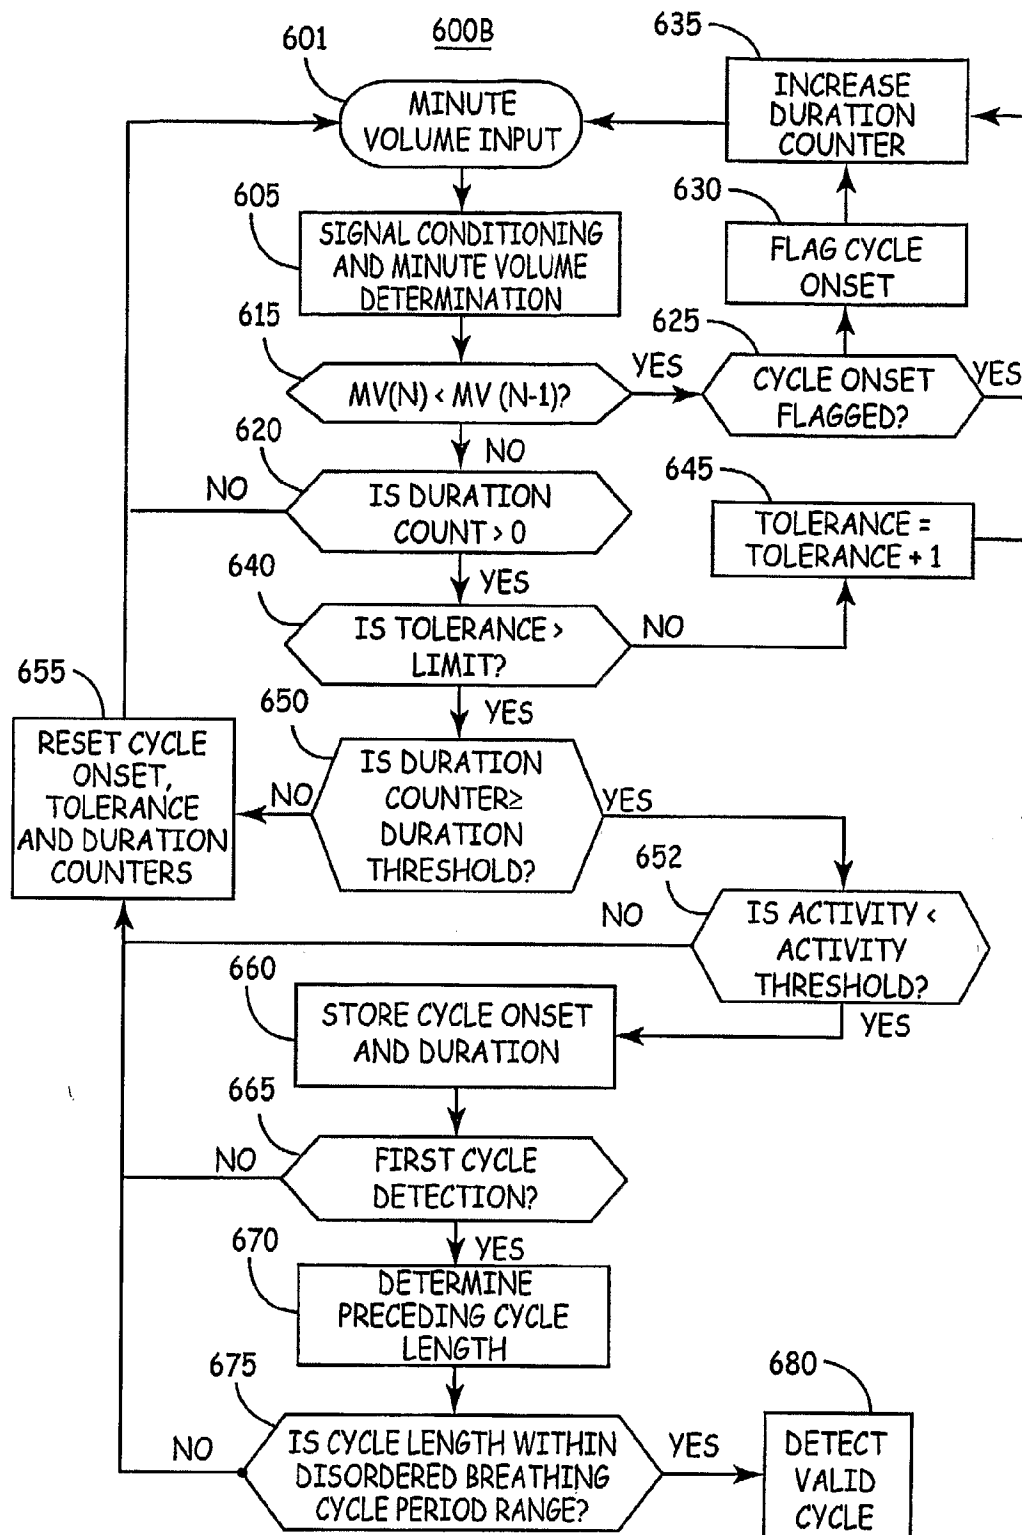 600B
601
MINUTE
VOLUME INPUT
635
INCREASE
DURATION
COUNTER
605
SIGNAL CONDITIONING
AND MINUTE VOLUME
DETERMINATION
630
FLAG CYCLE
ONSET
615
MV(N) < MV (N-1)?
YES
625
CYCLE ONSET
FLAGGED?
YES
NO
620
IS DURATION
COUNT > 0
NO
645
TOLERANCE =
TOLERANCE + 1
YES
640
IS TOLERANCE >
LIMIT?
NO
YES
655
RESET CYCLE
ONSET,
TOLERANCE
AND DURATION
COUNTERS
650
IS DURATION
COUNTER≥
DURATION
THRESHOLD?
NO
YES
652
IS ACTIVITY <
ACTIVITY
THRESHOLD?
NO
YES
660
STORE CYCLE ONSET
AND DURATION
665
FIRST CYCLE
DETECTION?
NO
YES
670
DETERMINE
PRECEDING CYCLE
LENGTH
675
IS CYCLE LENGTH WITHIN
DISORDERED BREATHING
CYCLE PERIOD RANGE?
NO
YES
680
DETECT
VALID
CYCLE